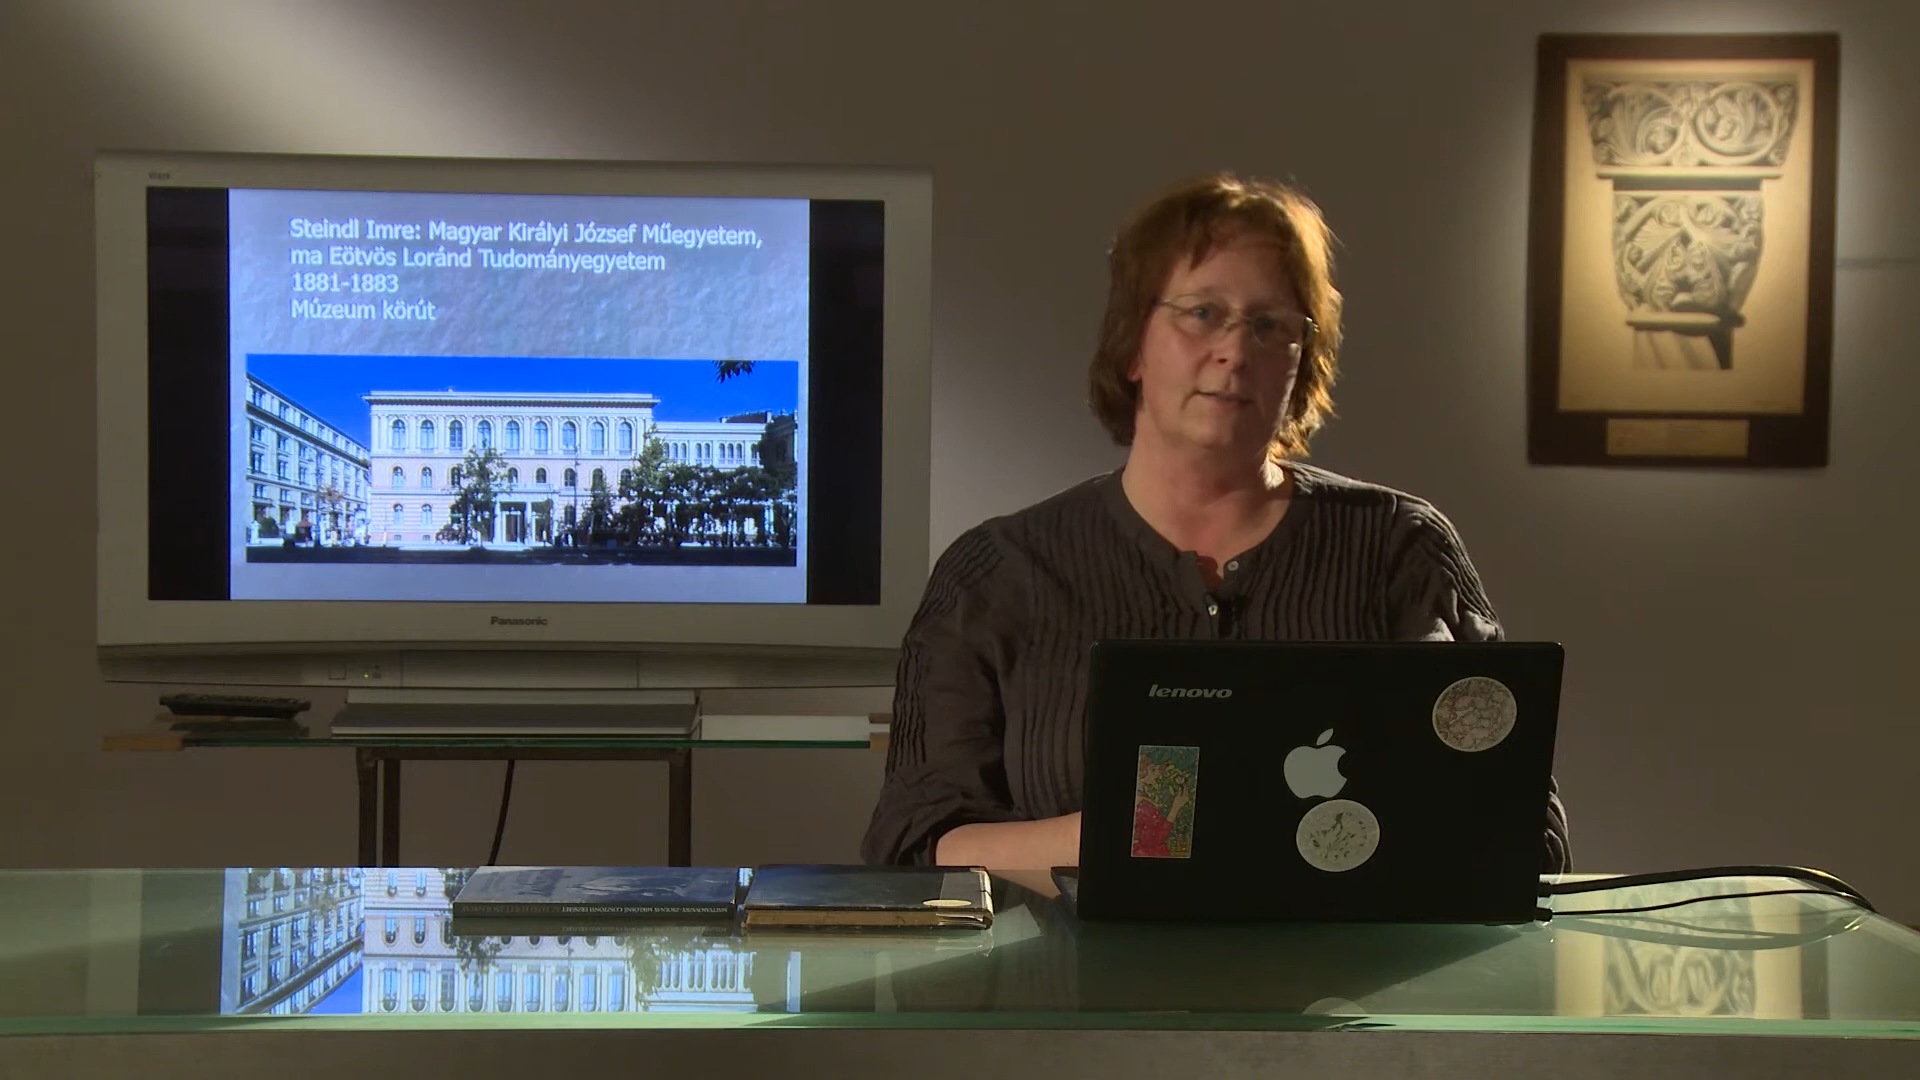 Steindl Imre: Magyar Királyi József Műegyetem,
ma Eötvös Loránd Tudományegyetem
1881-1883
Múzeum körút
Panasonic
lenovo